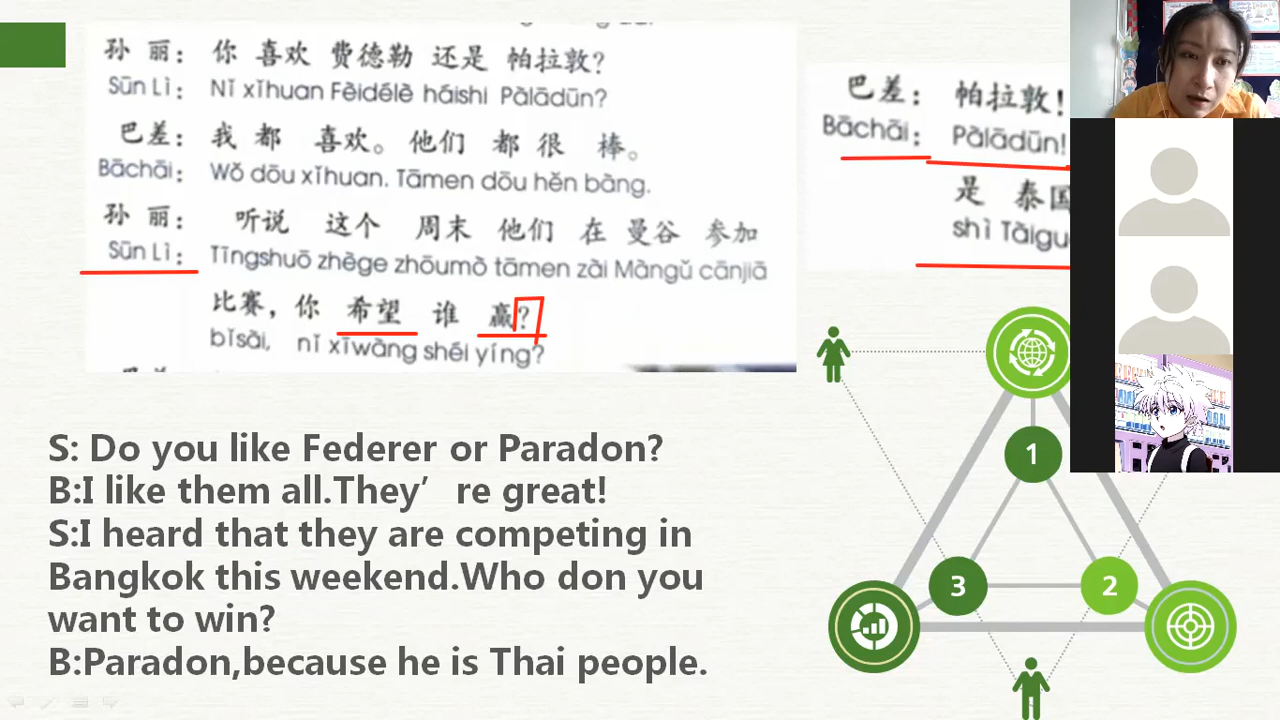 孙 丽： 你 喜欢 费德勒 还是 帕拉敦？
Sūn Lì： Nǐ xǐhuan Fèidélè háishi Pàlādūn?
巴差： 我 都 喜欢。 他们 都 很 棒。
Bāchāi： Wǒ dōu xǐhuan. Tāmen dōu hěn bàng.
孙 丽： 听说 这个 周末 他们 在 曼谷 参加
Sūn Lì： Tīngshuō zhège zhōumò tāmen zài Màngǔ cānjiā
比赛， 你 希望 谁 赢？
bǐsài, nǐ xīwàng shéi yíng?
巴差： 帕拉敦！
Bāchāi： Pàlādūn!
是 泰国
shì Tàigu
S: Do you like Federer or Paradon?
B:I like them all.They’ re great!
S:I heard that they are competing in
Bangkok this weekend.Who don you
want to win?
B:Paradon,because he is Thai people.
1
3
2